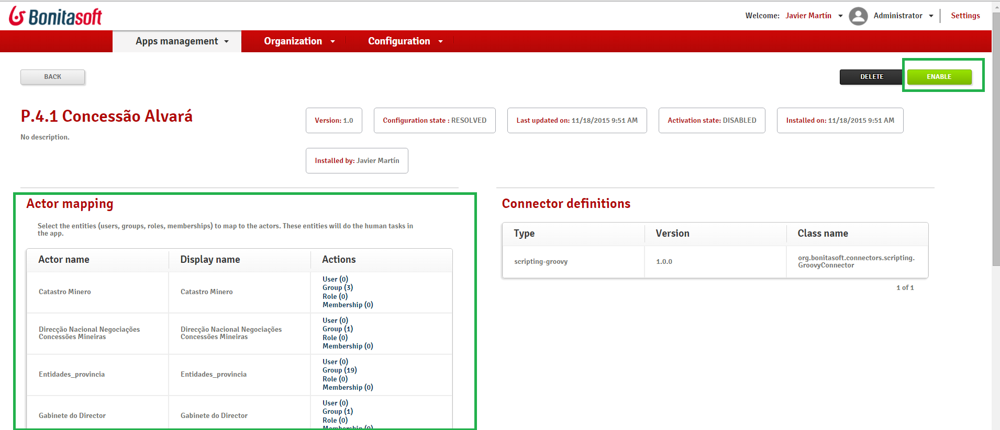 Bonitasoft
Welcome: Javier Martín Administrator Settings
Apps management Organization Configuration
BACK DELETE ENABLE
P.4.1 Concessão Alvará
No description.
Version: 1.0 Configuration state : RESOLVED Last updated on: 11/18/2015 9:51 AM Activation state: DISABLED Installed on: 11/18/2015 9:51 AM
Installed by: Javier Martín
Actor mapping
Select the entities (users, groups, roles, memberships) to map to the actors. These entities will do the human tasks in
the app.
Actor name Display name Actions
Catastro Minero Catastro Minero
User (0)
Group (3)
Role (0)
Membership (0)
Direcção Nacional Negociações
Concessões Mineiras
Direcção Nacional Negociações
Concessões Mineiras
User (0)
Group (1)
Role (0)
Membership (0)
Entidades_provincia Entidades_provincia
User (0)
Group (19)
Role (0)
Membership (0)
Gabinete do Director Gabinete do Director
User (0)
Group (1)
Role (0)
Membership (0)
Connector definitions
Type Version Class name
scripting-groovy 1.0.0
org.bonitasoft.connectors.scripting.
GroovyConnector
1 of 1